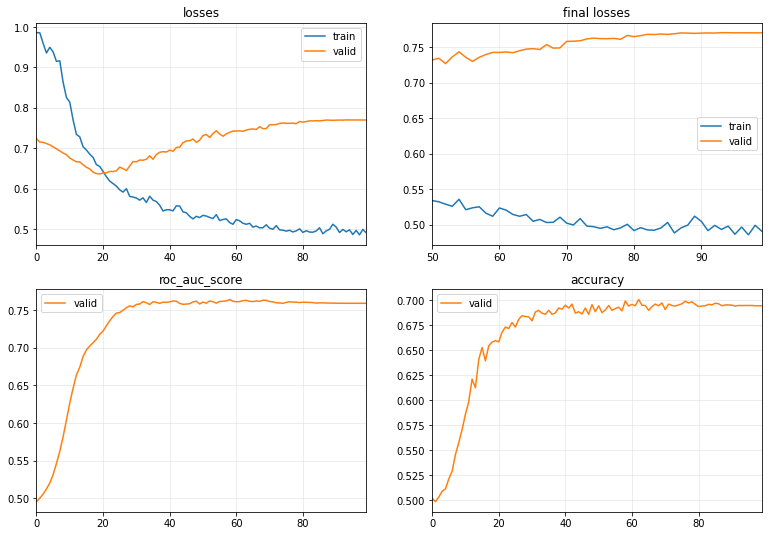 losses
1.0
0.9
0.8
0.7
0.6
0.5
0 20 40 60 80
train
valid
final losses
0.75
0.70
0.65
0.60
0.55
0.50
50 60 70 80 90
train
valid
roc_auc_score
0.75
0.70
0.65
0.60
0.55
0.50
0 20 40 60 80
valid
accuracy
0.700
0.675
0.650
0.625
0.600
0.575
0.550
0.525
0.500
0 20 40 60 80
valid